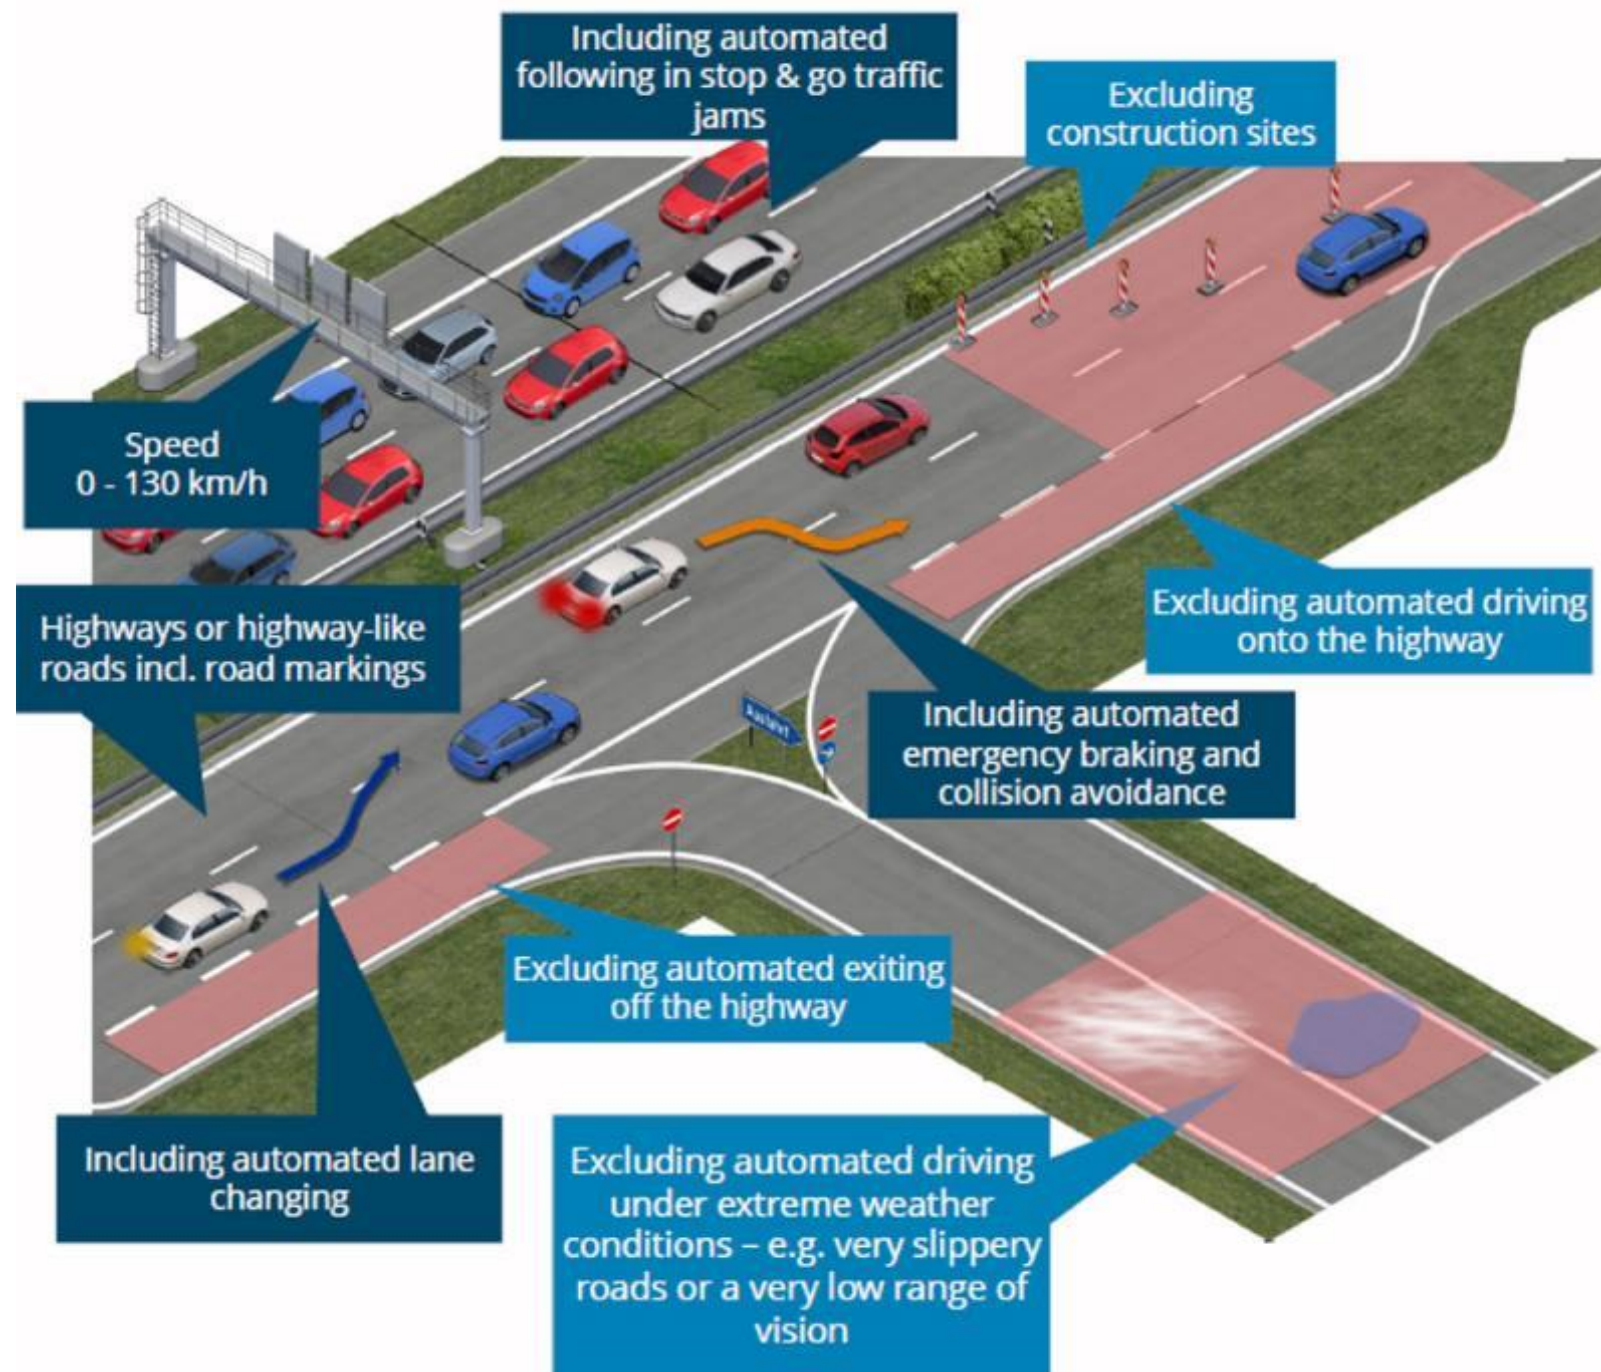 Including automated
following in stop & go traffic
jams
Excluding
construction sites
Speed
0 - 130 km/h
Highways or highway-like
roads incl. road markings
Excluding automated driving
onto the highway
Including automated
emergency braking and
collision avoidance
Ausfahrt
Excluding automated exiting
off the highway
Including automated lane
changing
Excluding automated driving
under extreme weather
conditions – e.g. very slippery
roads or a very low range of
vision